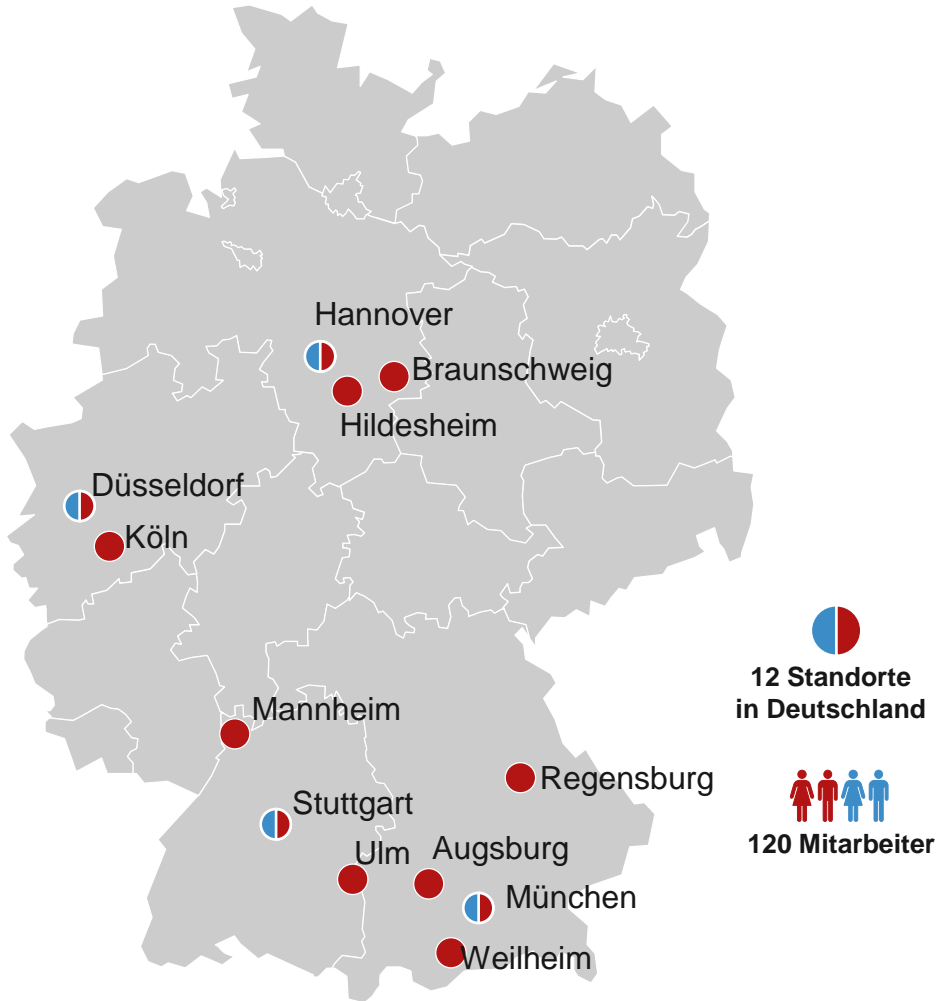 Hannover
Braunschweig
Hildesheim
Düsseldorf
Köln
12 Standorte
in Deutschland
Mannheim
Regensburg
Stuttgart
120 Mitarbeiter
Ulm
Augsburg
München
Weilheim